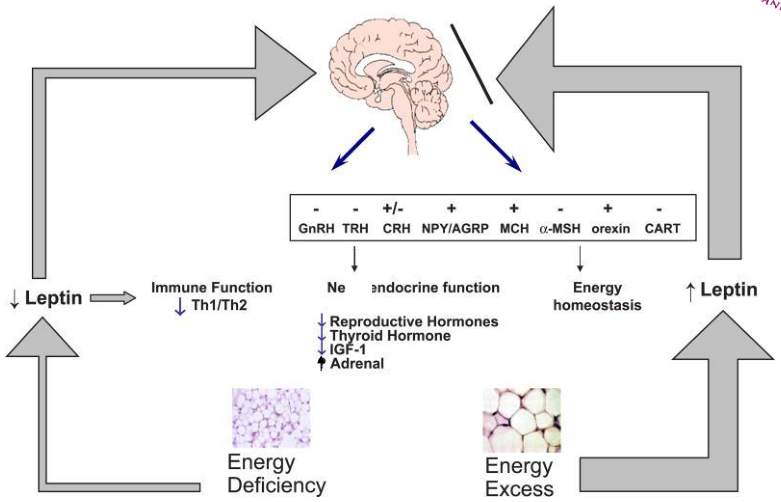 - - +/- + + - + -
GnRH TRH CRH NPY/AGRP MCH α-MSH orexin CART
↓ Leptin
Immune Function
↓ Th1/Th2
Ne endocrine function
↓ Reproductive Hormones
↓ Thyroid Hormone
↓ IGF-1
↑ Adrenal
Energy
homeostasis
↑ Leptin
Energy
Deficiency
Energy
Excess